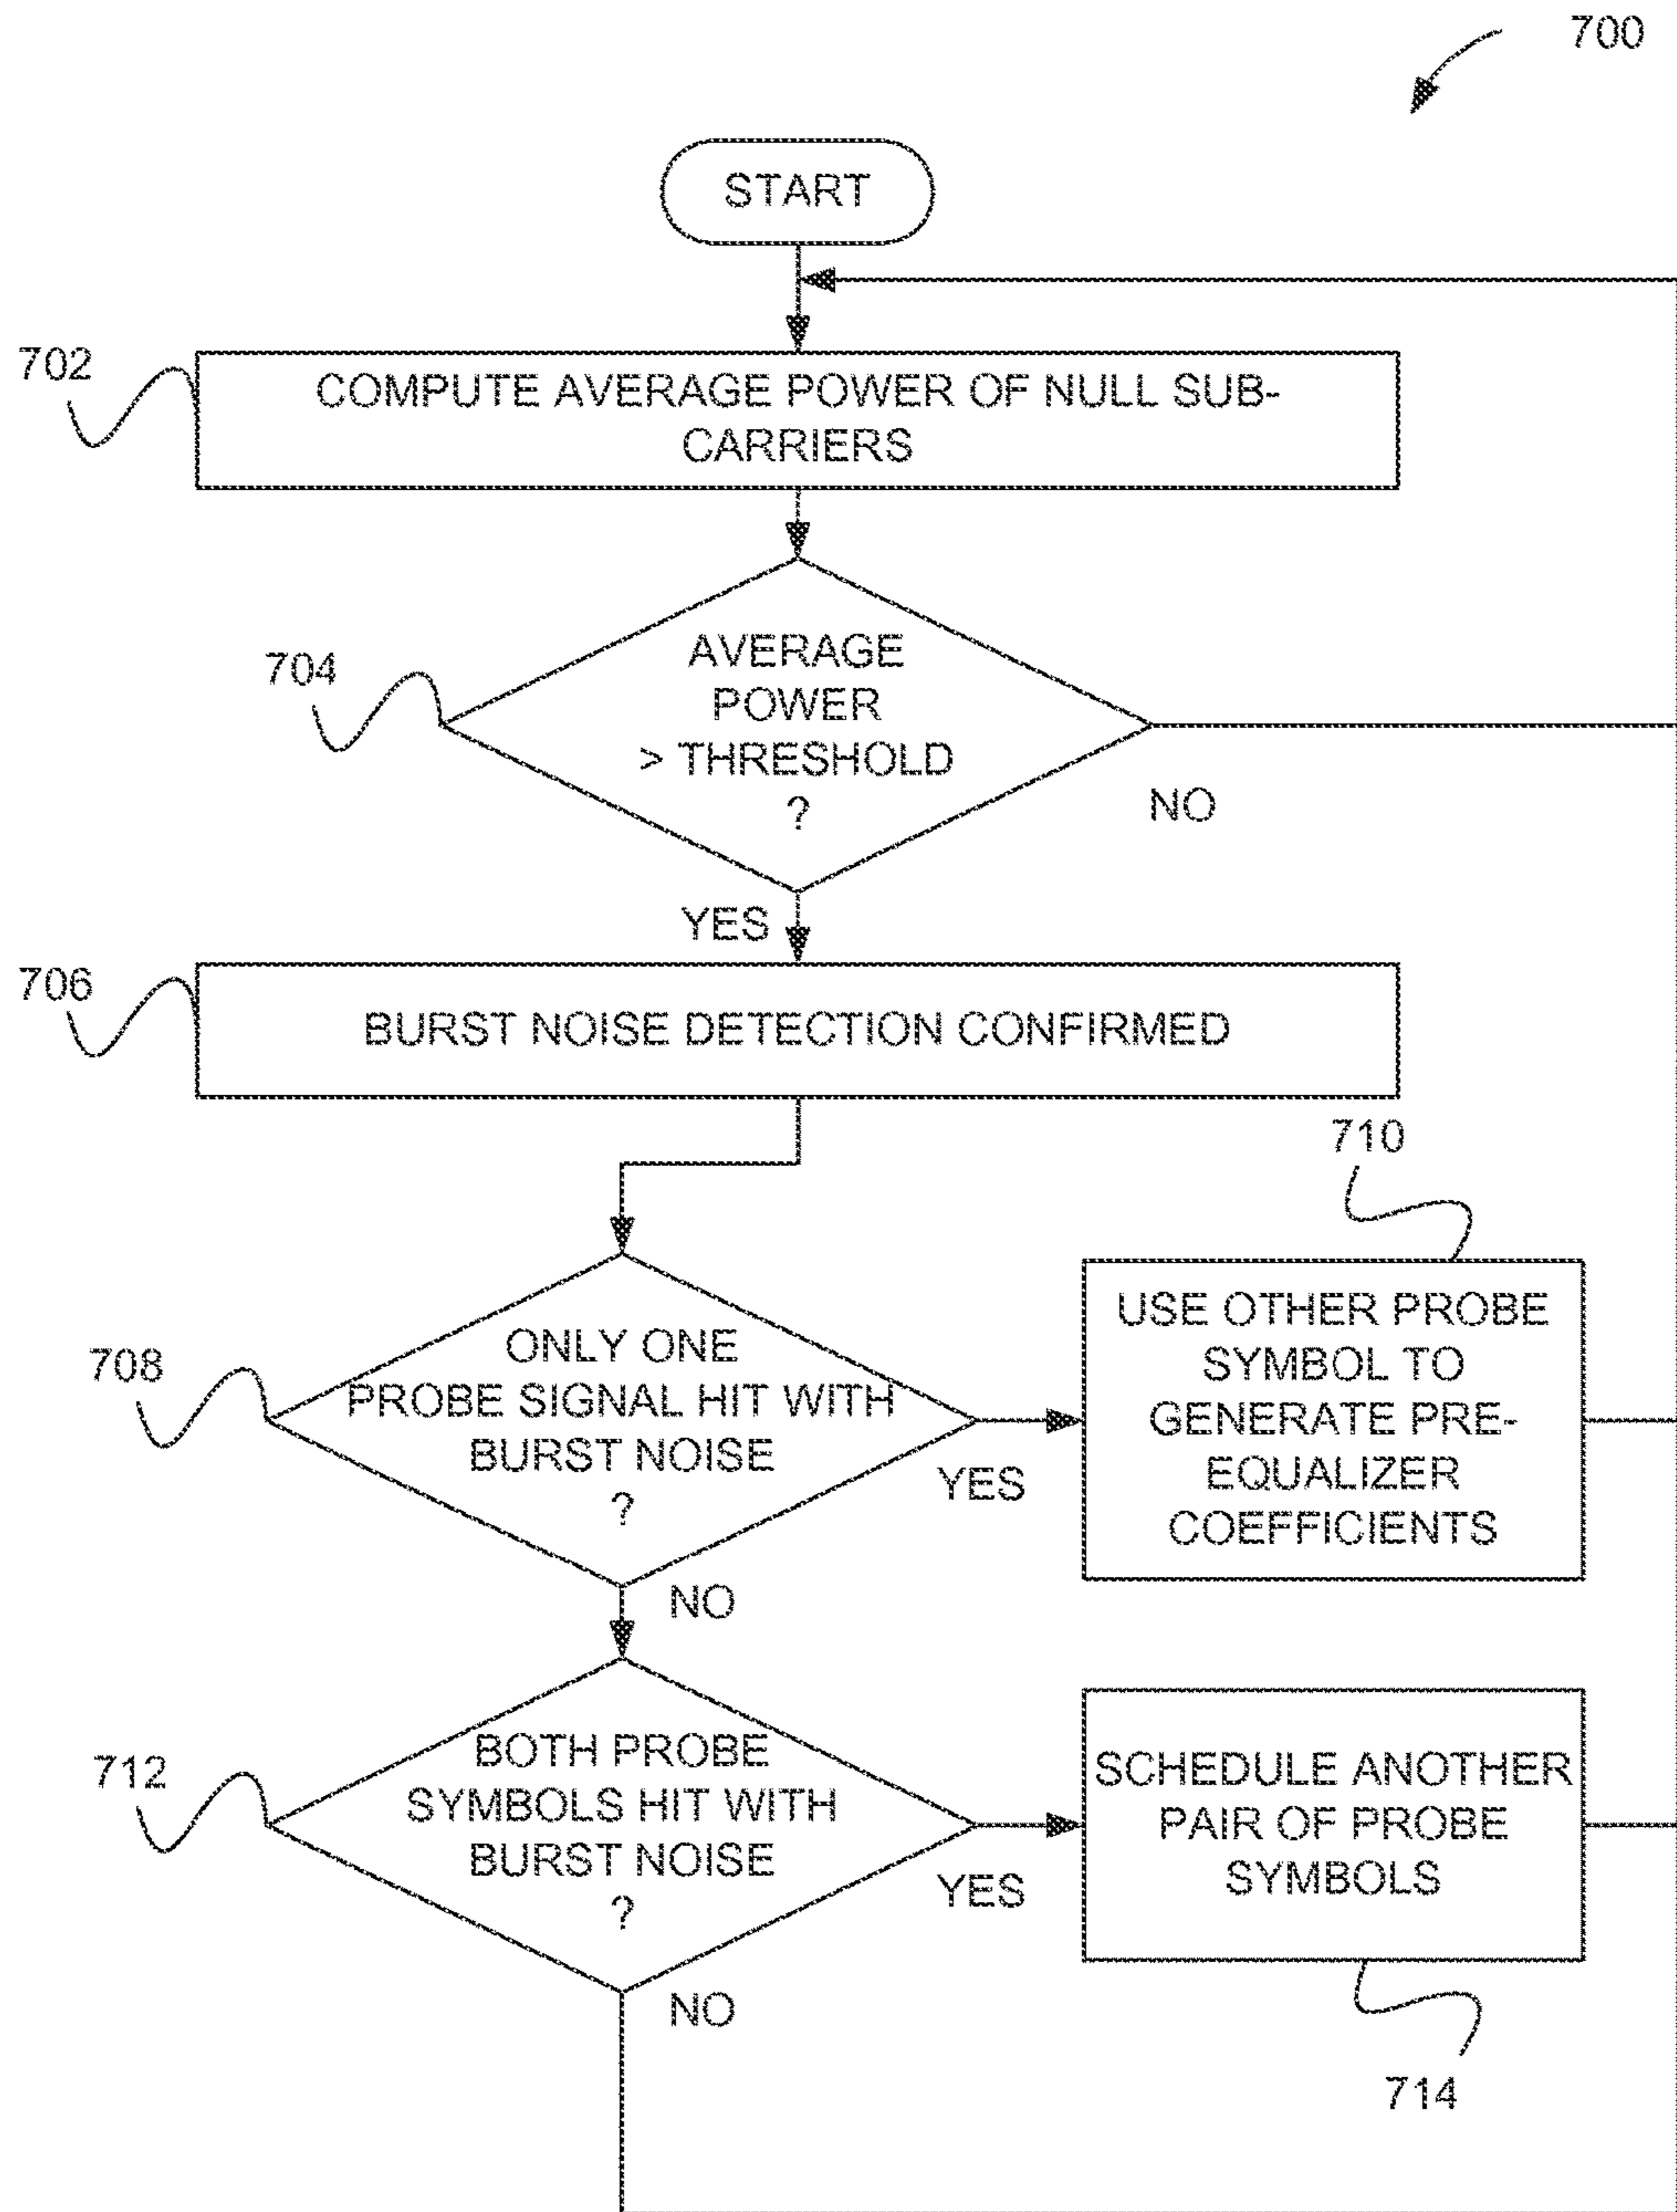 700
START
702
COMPUTE AVERAGE POWER OF NULL SUB-
CARRIERS
704
AVERAGE
POWER
> THRESHOLD
?
NO
YES
706
BURST NOISE DETECTION CONFIRMED
710
708
ONLY ONE
PROBE SIGNAL HIT WITH
BURST NOISE
?
YES
NO
USE OTHER PROBE
SYMBOL TO
GENERATE PRE-
EQUALIZER
COEFFICIENTS
712
BOTH PROBE
SYMBOLS HIT WITH
BURST NOISE
?
YES
NO
SCHEDULE ANOTHER
PAIR OF PROBE
SYMBOLS
714